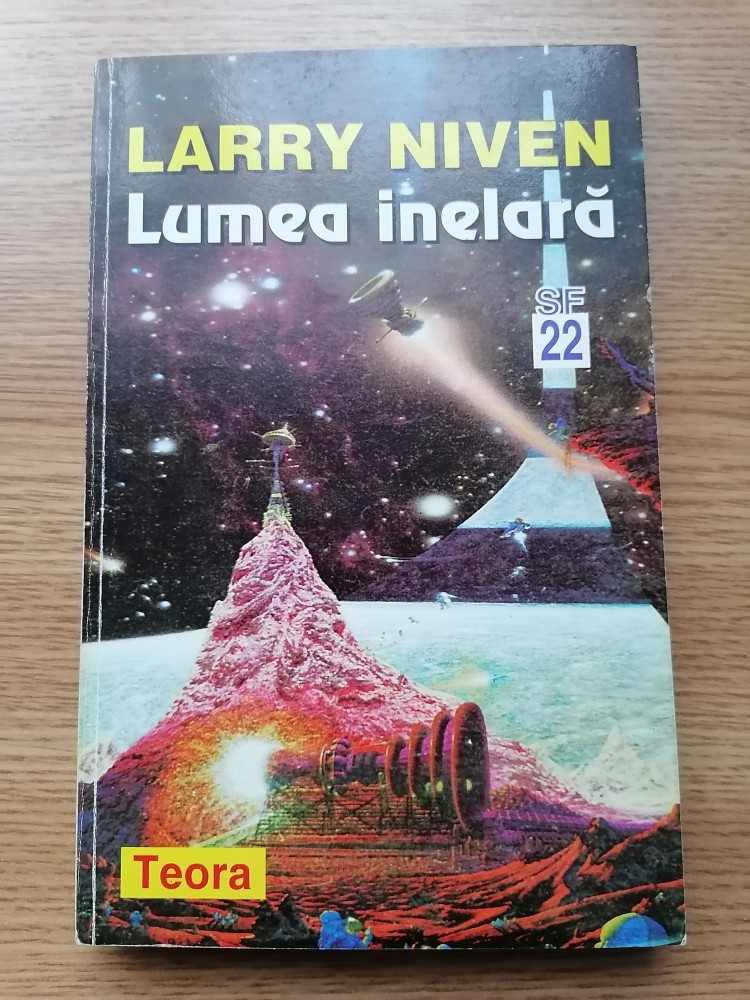 LARRY NIVEN
Lumea inelară
SF
22
Teora